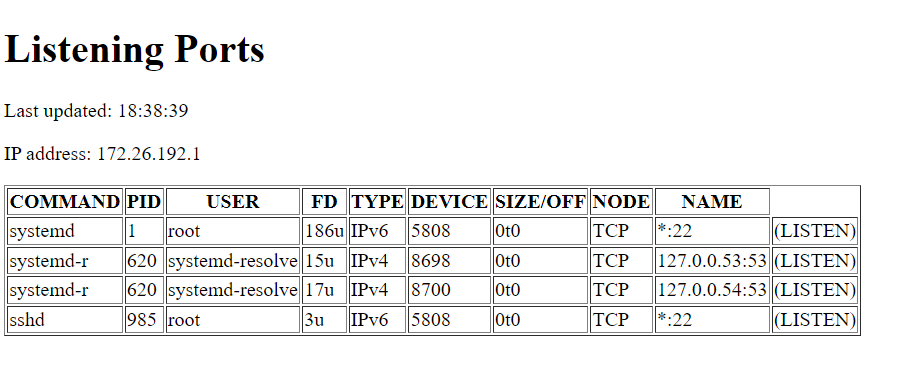 Listening Ports
Last updated: 18:38:39
IP address: 172.26.192.1
COMMAND PID USER FD TYPE DEVICE SIZE/OFF NODE NAME
systemd 1 root 186u IPv6 5808 0t0 TCP *:22 (LISTEN)
systemd-r 620 systemd-resolve 15u IPv4 8698 0t0 TCP 127.0.0.53:53 (LISTEN)
systemd-r 620 systemd-resolve 17u IPv4 8700 0t0 TCP 127.0.0.54:53 (LISTEN)
sshd 985 root 3u IPv6 5808 0t0 TCP *:22 (LISTEN)